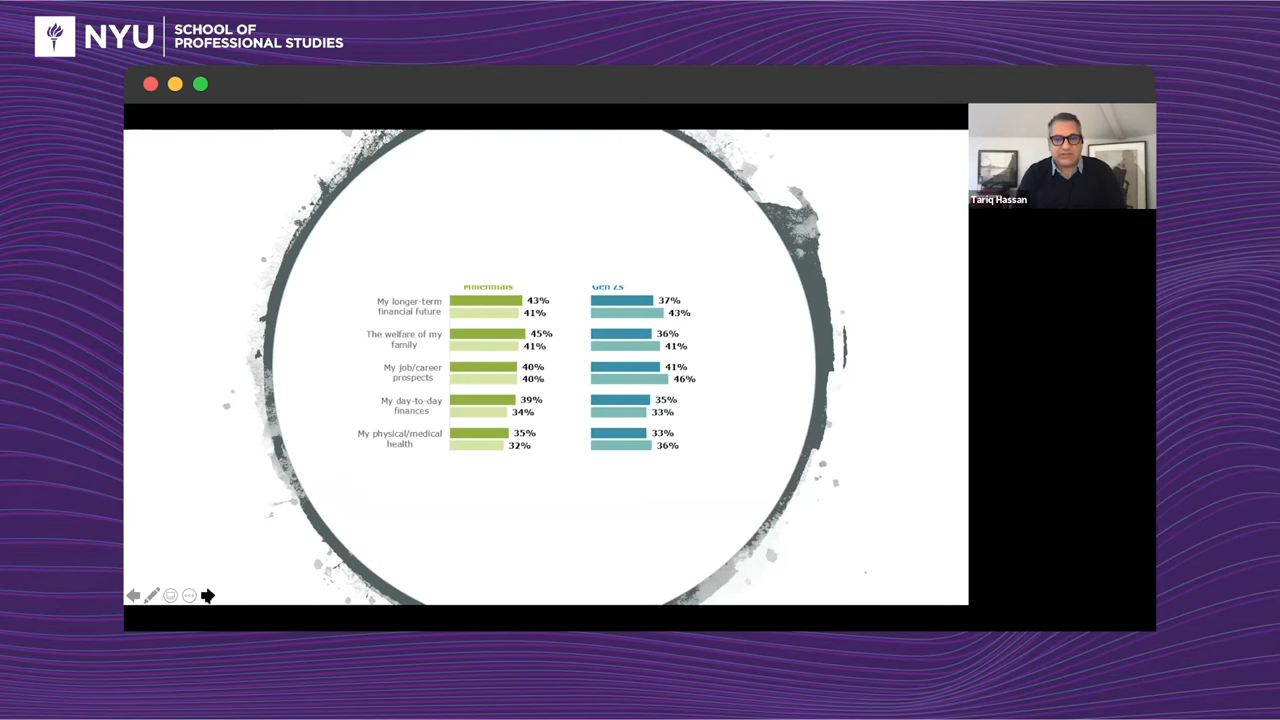 NYU
SCHOOL OF
PROFESSIONAL STUDIES
Tariq Hassan
Millennials
Gen Zs
My longer-term
financial future
43%
41%
37%
43%
The welfare of my
family
45%
41%
36%
41%
My job/career
prospects
40%
40%
41%
46%
My day-to-day
finances
39%
34%
35%
33%
My physical/medical
health
35%
32%
33%
36%